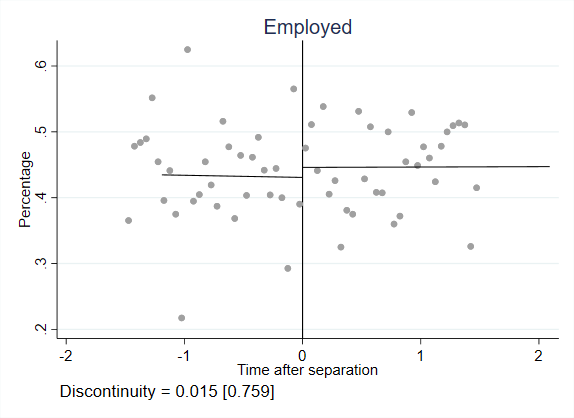 Employed
.6
.5
.4
.3
.2
Percentage
-2 -1 0 1 2
Time after separation
Discontinuity = 0.015 [0.759]